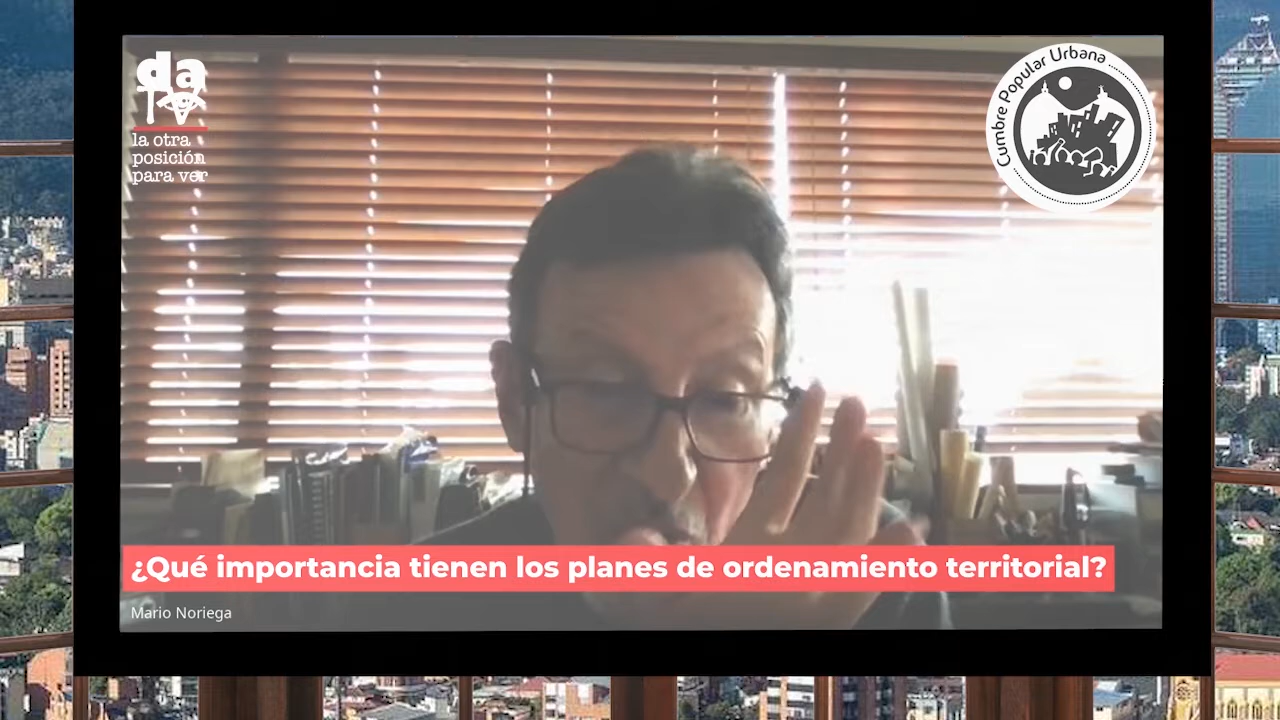 da
la otra
posición
para ver
Cumbre Popular Urbana
¿Qué importancia tienen los planes de ordenamiento territorial?
Mario Noriega